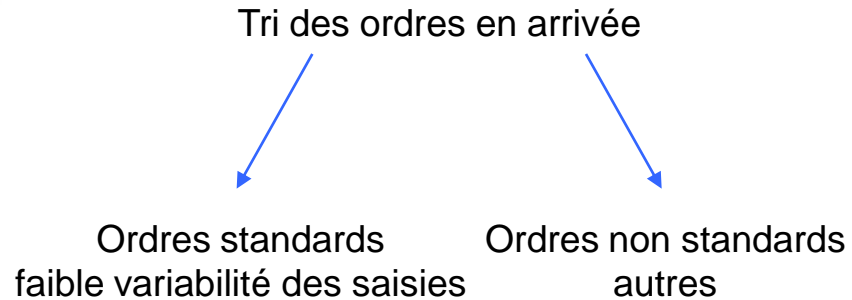 Tri des ordres en arrivée
Ordres standards
faible variabilité des saisies
Ordres non standards
autres